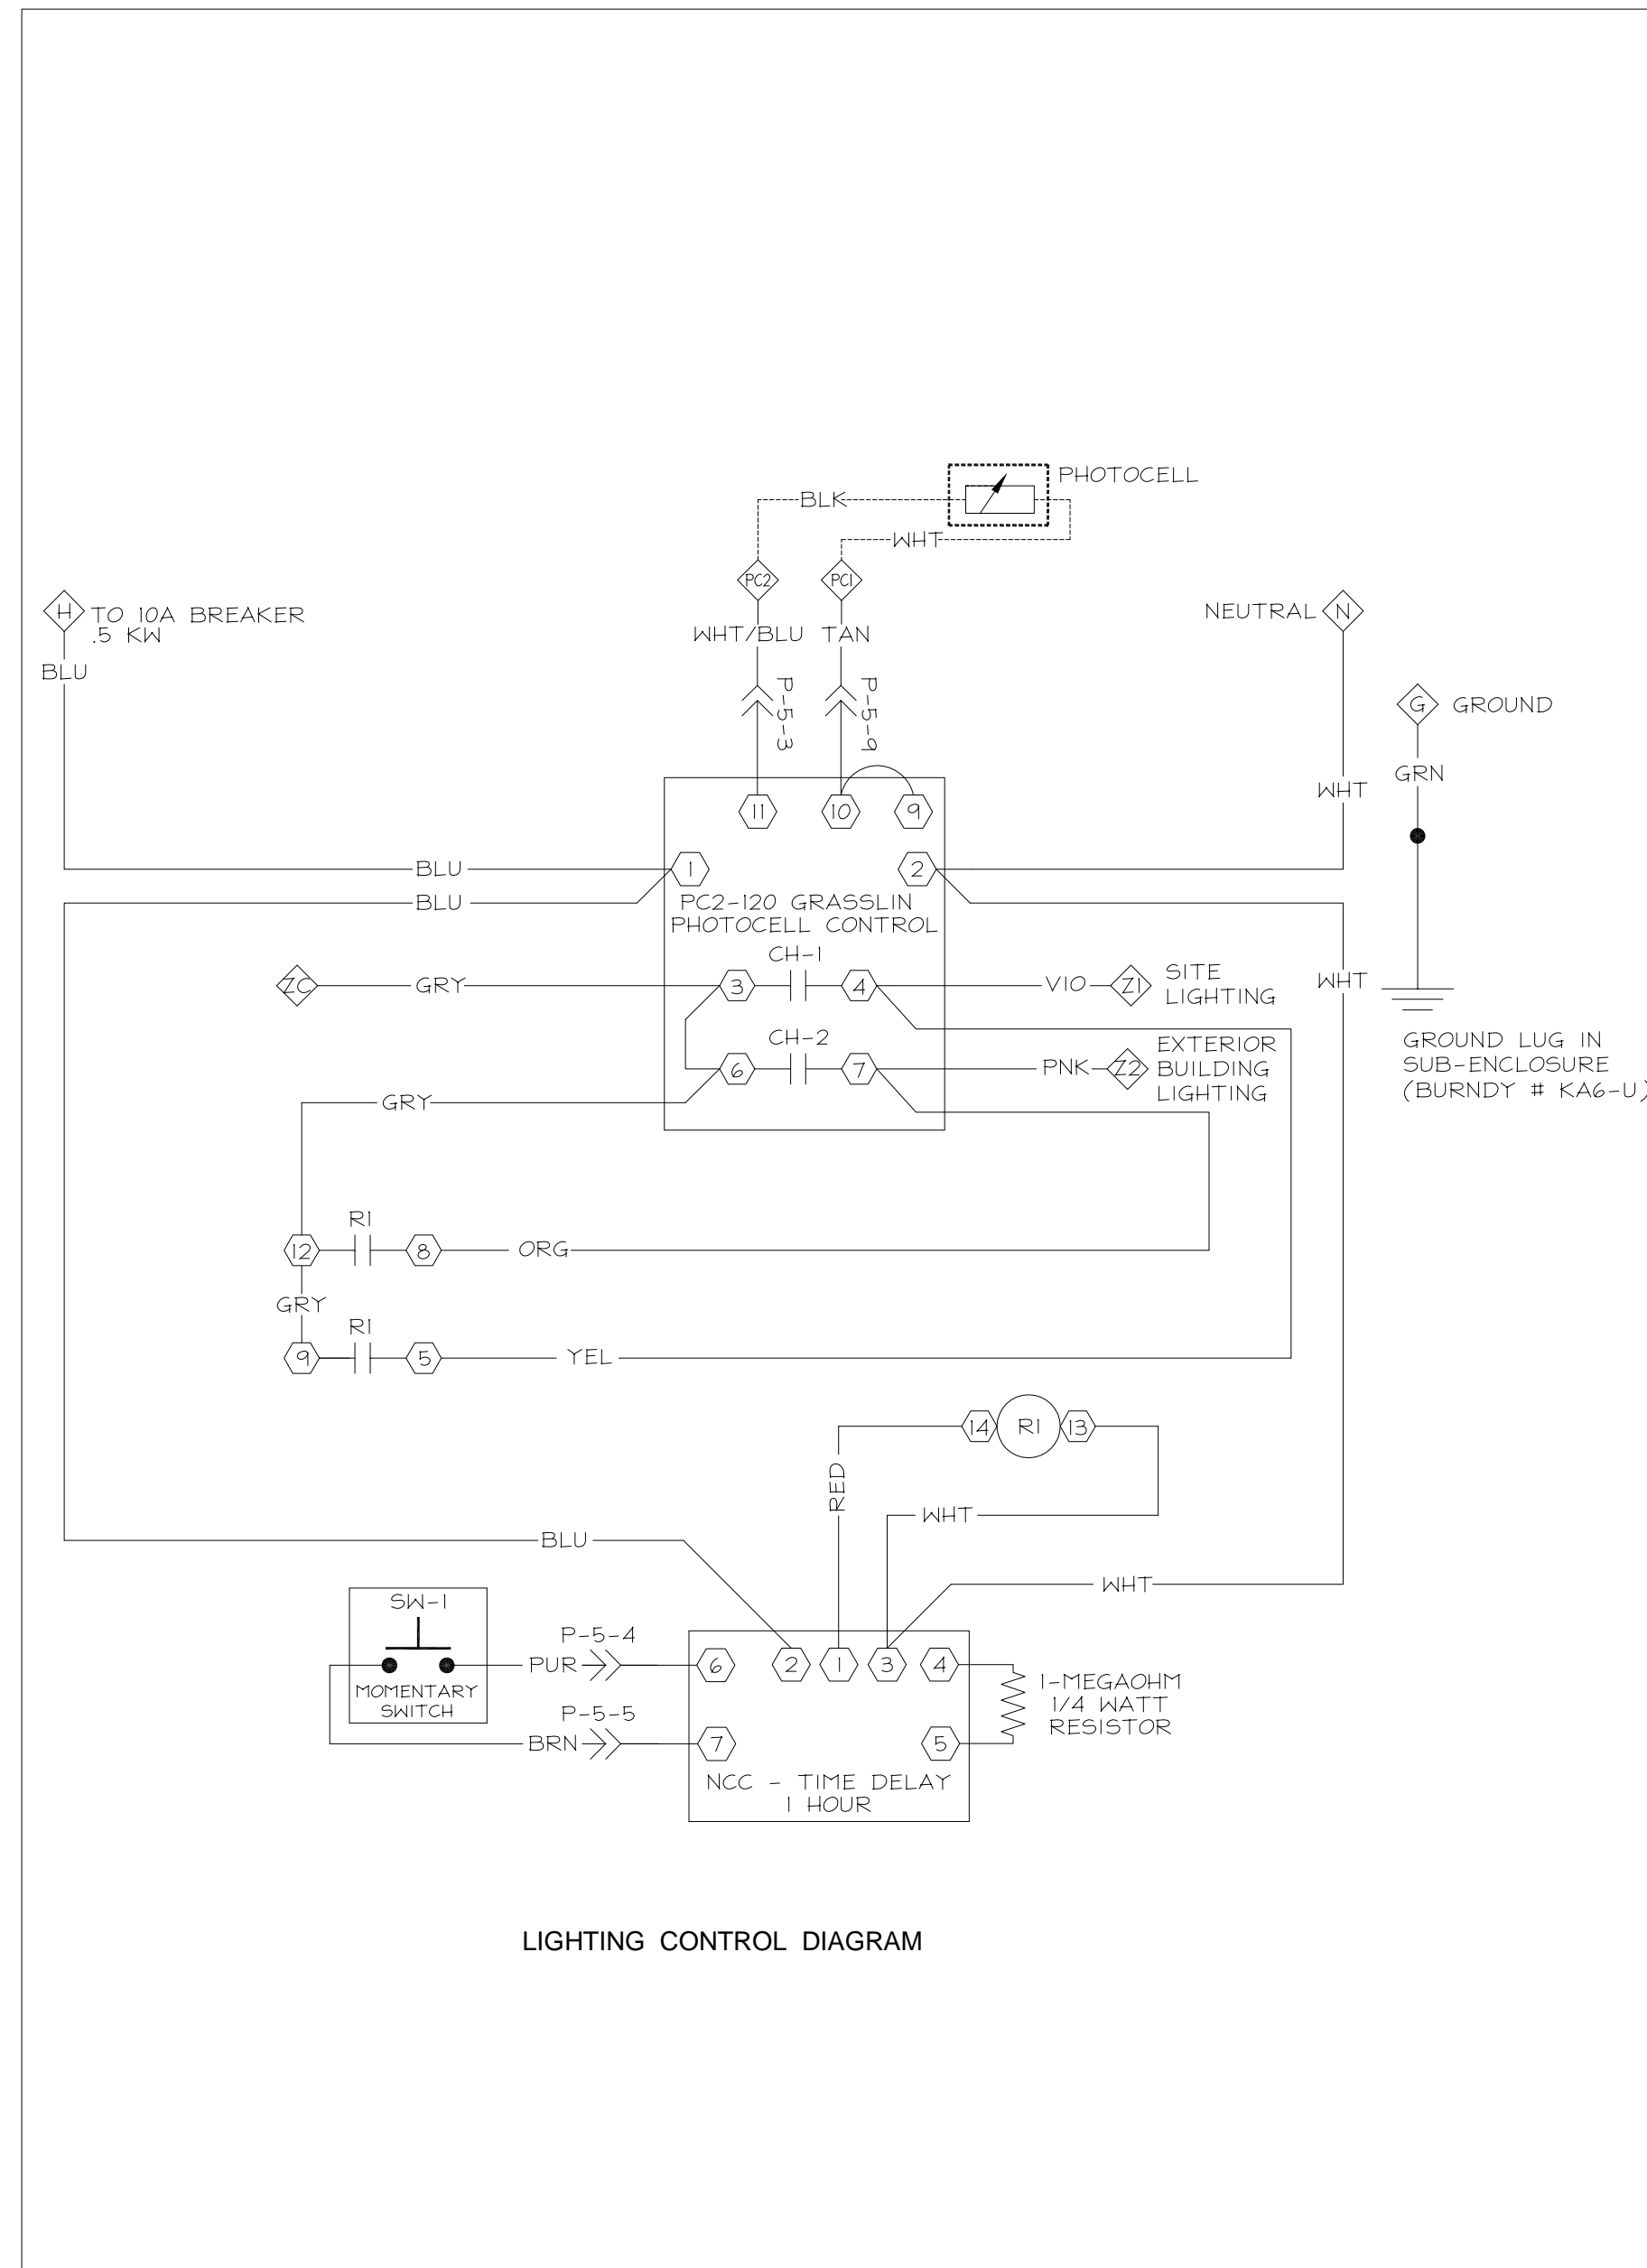 PHOTOCELL
BLK
WHT
PC2
PC1
H
TO 10A BREAKER
.5 KW
NEUTRAL
N
WHT/BLU
TAN
BLU
P-5-3
P-5-9
G
GROUND
GRN
WHT
11
10
9
BLU
1
2
BLU
PC2-120 GRASSLIN
PHOTOCELL CONTROL
CH-1
ZC
GRY
3
4
VIO
Z1
SITE
LIGHTING
WHT
CH-2
6
7
PNK
Z2
EXTERIOR
BUILDING
LIGHTING
GROUND LUG IN
SUB-ENCLOSURE
(BURNDY # KA6-U)
GRY
R1
12
8
ORG
GRY
R1
9
5
YEL
14
R1
13
RED
WHT
BLU
WHT
SW-1
MOMENTARY
SWITCH
P-5-4
PUR
P-5-5
BRN
6
2
1
3
4
7
5
1-MEGAOHM
1/4 WATT
RESISTOR
NCC - TIME DELAY
1 HOUR
LIGHTING CONTROL DIAGRAM